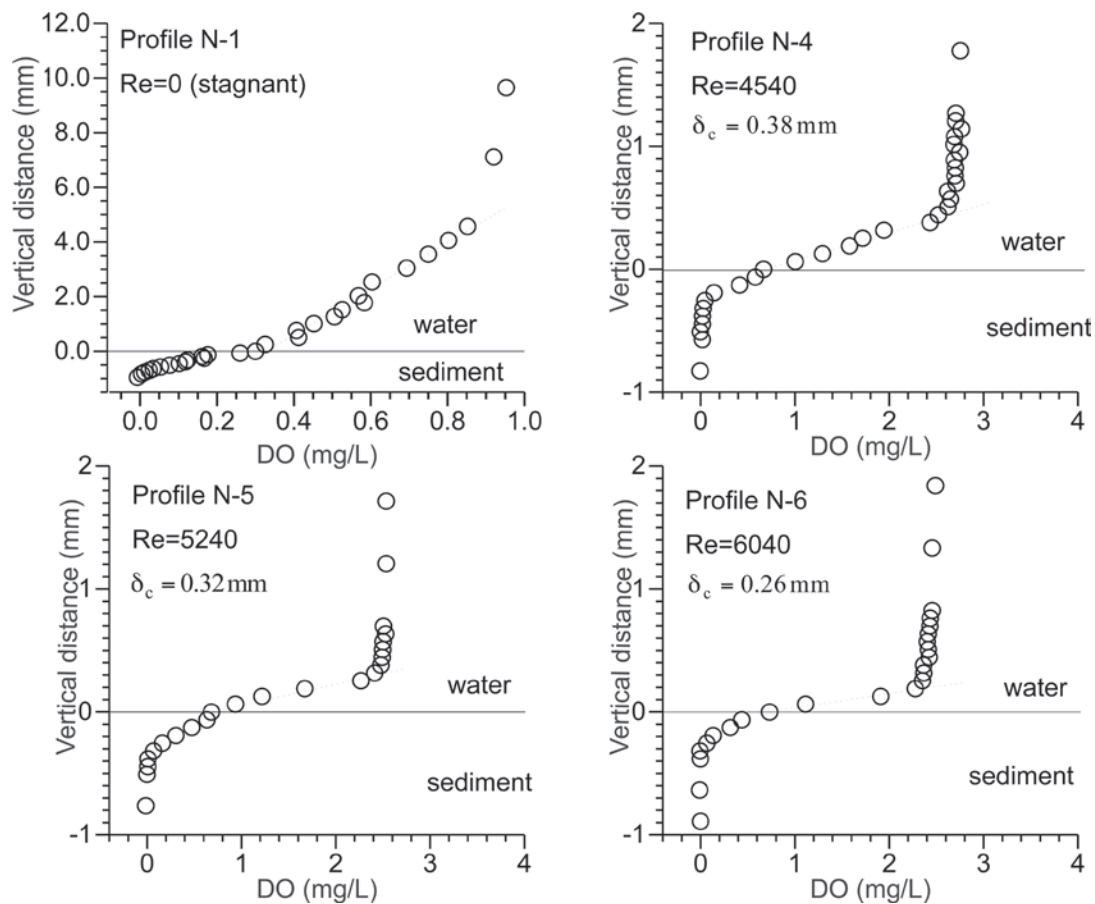 Vertical distance (mm)
12.0
10.0
8.0
6.0
4.0
2.0
0.0
Profile N-1
Re=0 (stagnant)
water
sediment
0.0 0.2 0.4 0.6 0.8 1.0
DO (mg/L)
Vertical distance (mm)
2
1
0
-1
Profile N-4
Re=4540
δc = 0.38 mm
water
sediment
0 1 2 3 4
DO (mg/L)
Vertical distance (mm)
2
1
0
-1
Profile N-5
Re=5240
δc = 0.32 mm
water
sediment
0 1 2 3 4
DO (mg/L)
Vertical distance (mm)
2
1
0
-1
Profile N-6
Re=6040
δc = 0.26 mm
water
sediment
0 1 2 3 4
DO (mg/L)